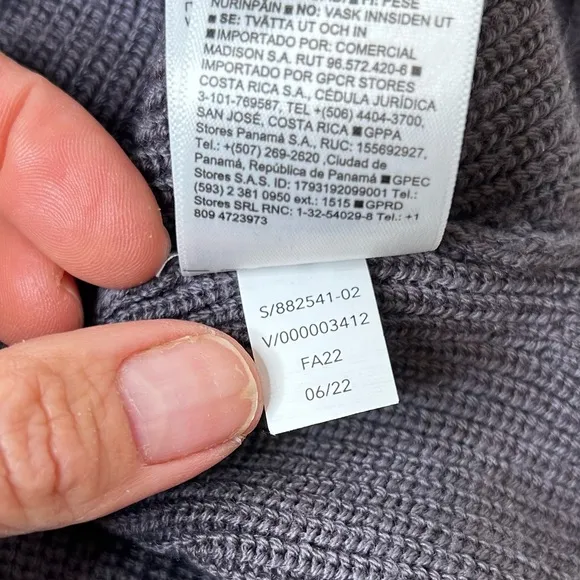 NURINPÄIN ■ NO: VASK INNSIDEN UT
■ SE: TVÄTTA UT OCH IN
■IMPORTADO POR: COMERCIAL
MADISON S.A. RUT 96.572.420-6 ■
IMPORTADO POR GPCR STORES
COSTA RICA S.A., CÉDULA JURÍDICA
3-101-769587, TEL +(506) 4404-3700,
SAN JOSÉ, COSTA RICA ■GPPA
Stores Panamá S.A., RUC: 155692927,
Tel.: +(507) 269-2620 ,Ciudad de
Panamá, República de Panamá ■GPEC
Stores S.A.S. ID: 1793192099001 Tel.:
(593) 2 381 0950 ext.: 1515 ■GPRD
Stores SRL RNC: 1-32-54029-8 Tel.: +1
809 4723973
S/882541-02
V/000003412
FA22
06/22